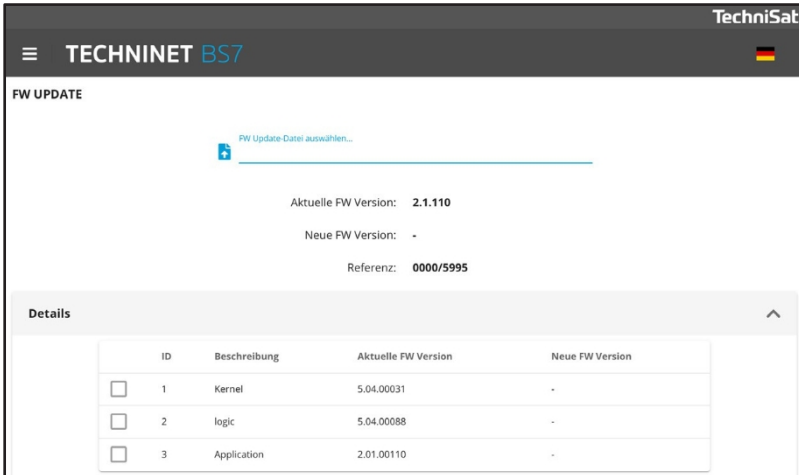 TechniSat
TECHNINET BS7
FW UPDATE
FW Update-Datei auswählen...
Aktuelle FW Version: 2.1.110
Neue FW Version: -
Referenz: 0000/5995
Details
ID Beschreibung Aktuelle FW Version Neue FW Version
1 Kernel 5.04.00031 -
2 logic 5.04.00088 -
3 Application 2.01.00110 -